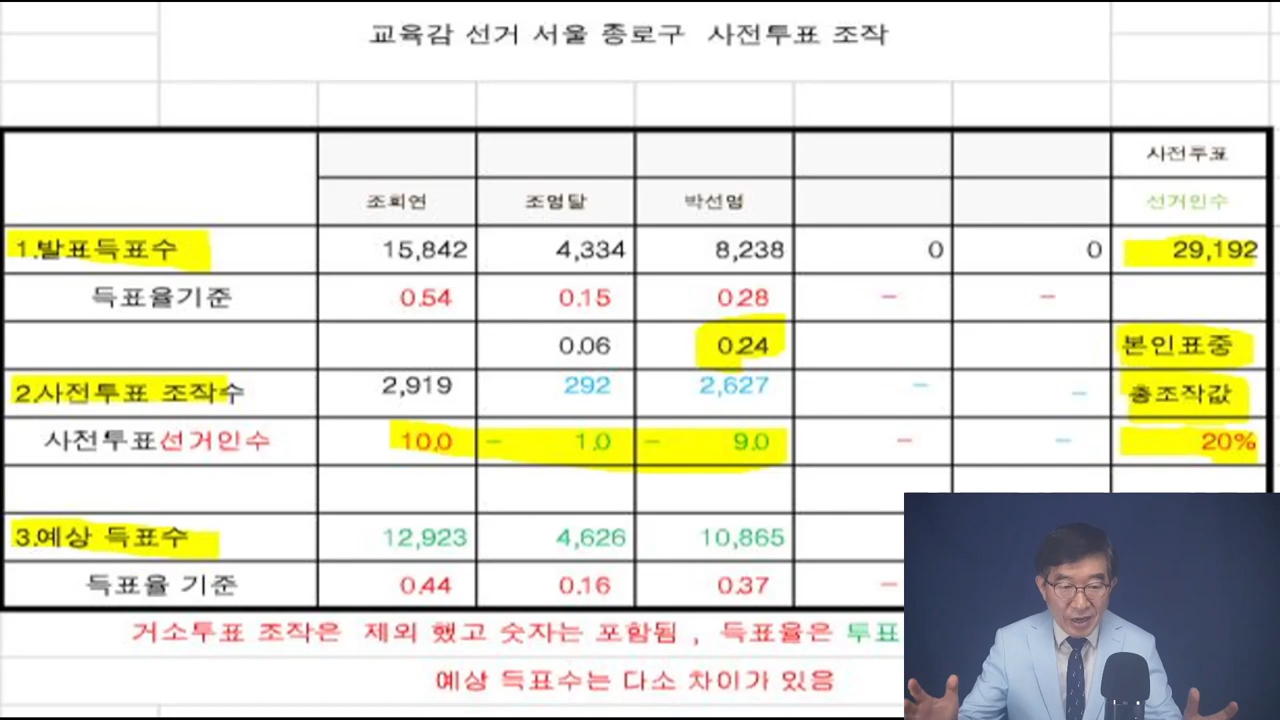 교육감 선거 서울 종로구 사전투표 조작
사전투표
조희연 조영달 박선영 선거인수
1.발표득표수 15,842 4,334 8,238 0 0 29,192
득표율기준 0.54 0.15 0.28 – –
0.06 0.24 본인표중
2.사전투표 조작수 2,919 292 2,627 – – 총조작값
사전투표선거인수 10.0 – 1.0 – 9.0 – – 20%
3.예상 득표수 12,923 4,626 10,865
득표율 기준 0.44 0.16 0.37 –
거소투표 조작은 제외 했고 숫자는 포함됨 , 득표율은 투표
예상 득표수는 다소 차이가 있음